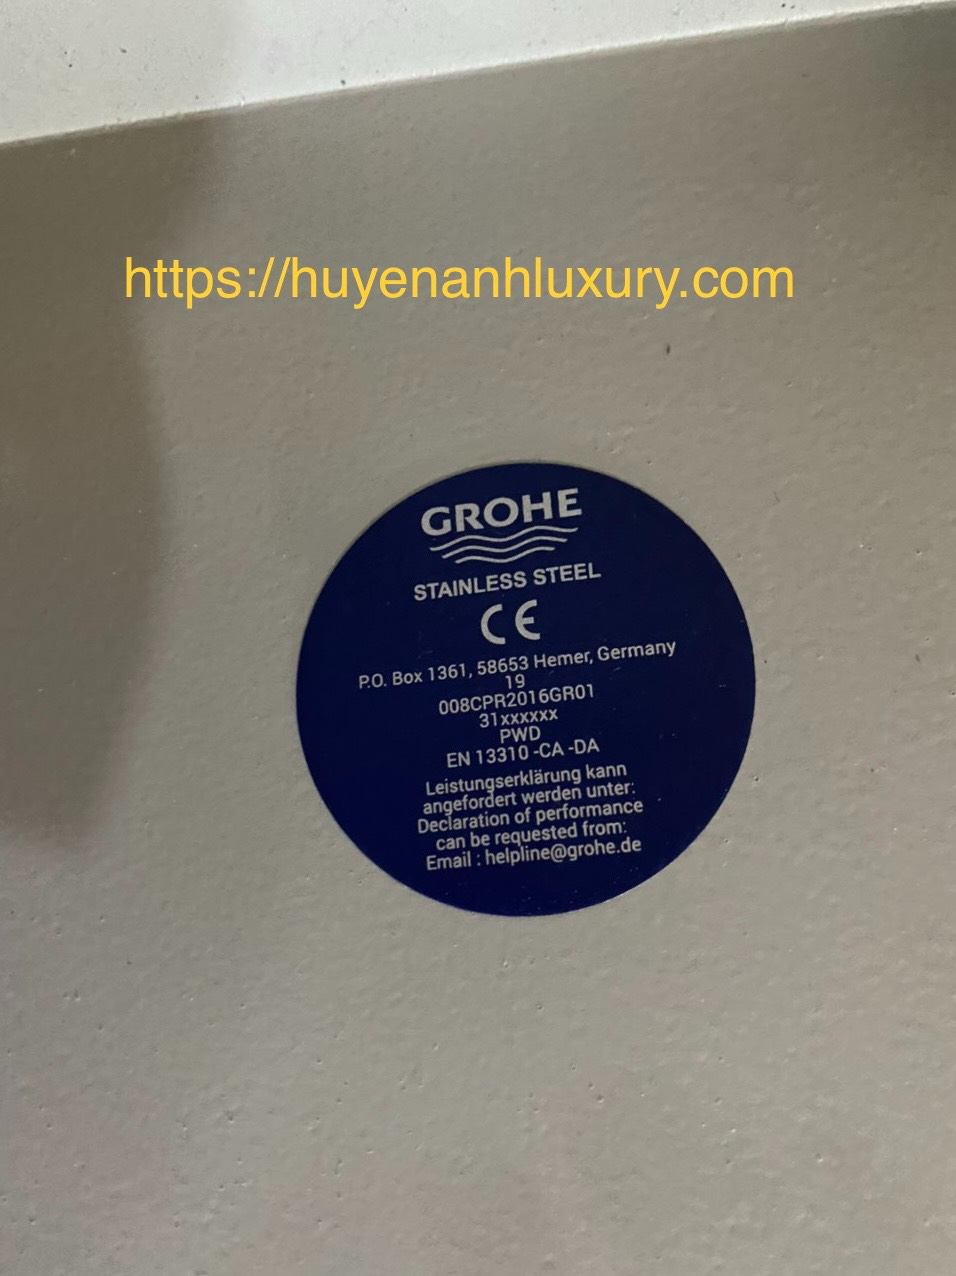 https://huyenanhluxury.com
GROHE
STAINLESS STEEL
CE
P.O. Box 1361, 58653 Hemer, Germany
19
008CPR2016GR01
31xxxxxx
PWD
EN 13310 -CA -DA
Leistungserklärung kann
angefordert werden unter:
Declaration of performance
can be requested from:
Email : helpline@grohe.de